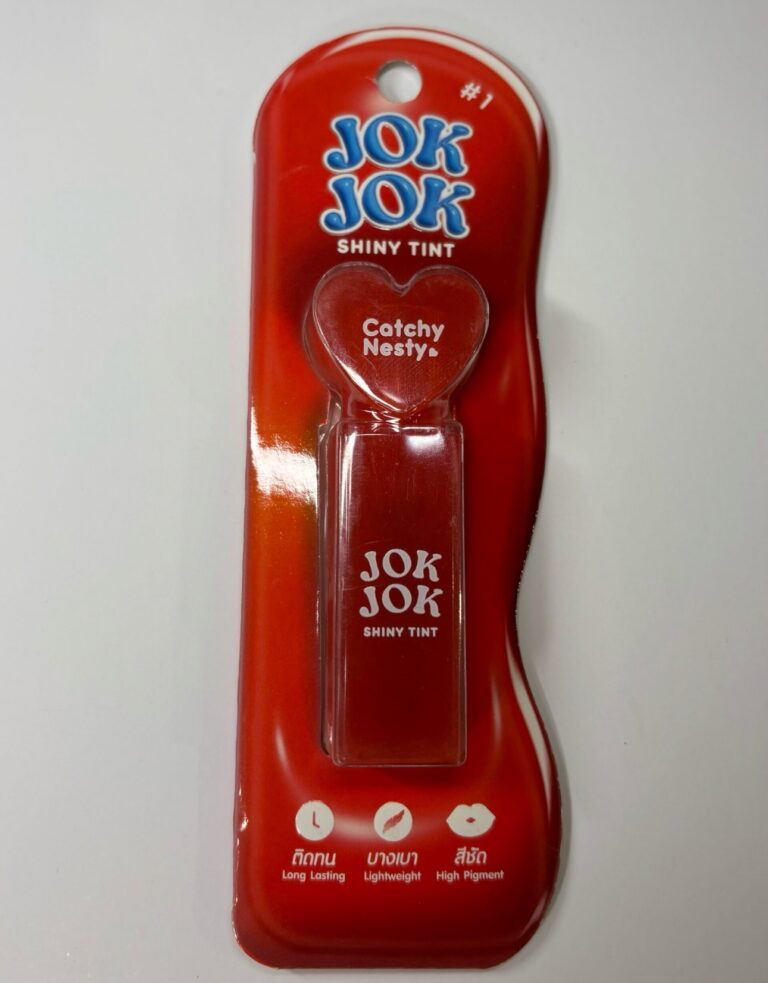 #1
JOK
JOK
SHINY TINT
Catchy
Nesty
JOK
JOK
SHINY TINT
ติดทน บางเบา สีชัด
Long Lasting Lightweight High Pigment